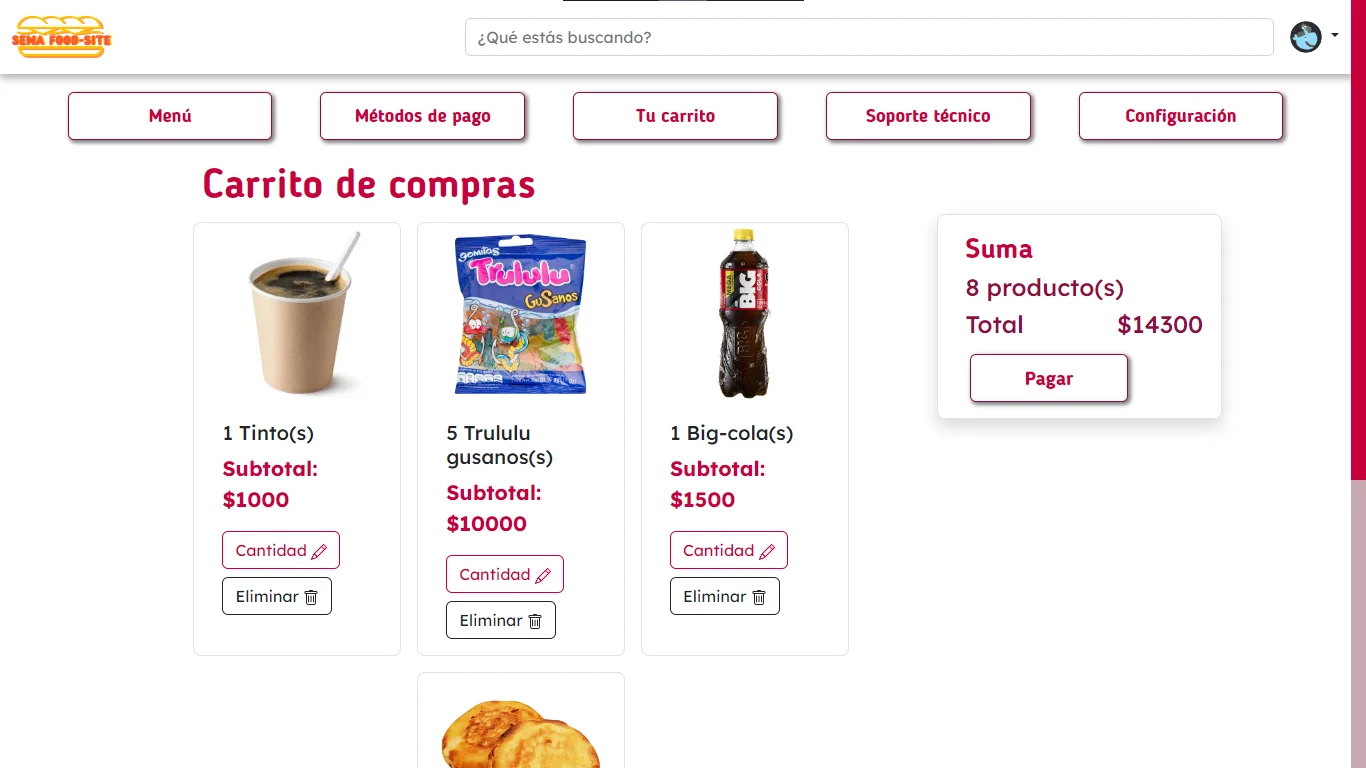 SENA FOOD-SITE
¿Qué estás buscando?
Menú
Métodos de pago
Tu carrito
Soporte técnico
Configuración
Carrito de compras
gomitas
Trululu
GuSanos
BIG
COLA
1 Tinto(s)
Subtotal:
$1000
Cantidad
Eliminar
5 Trululu
gusanos(s)
Subtotal:
$10000
Cantidad
Eliminar
1 Big-cola(s)
Subtotal:
$1500
Cantidad
Eliminar
Suma
8 producto(s)
Total $14300
Pagar